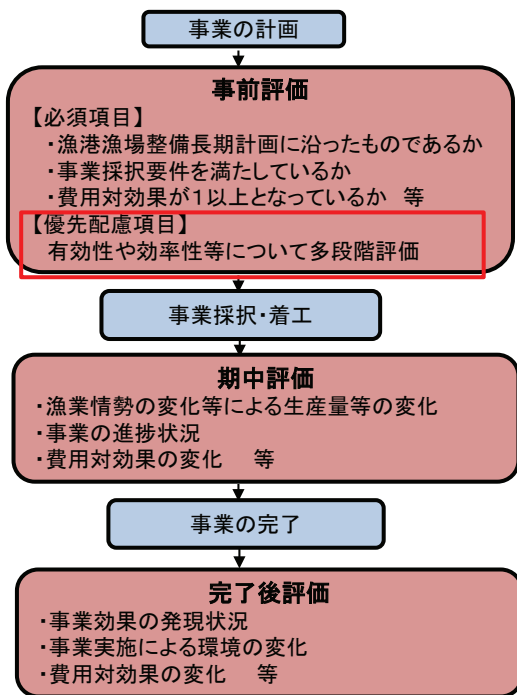 事業の計画
事前評価
【必須項目】
・漁港漁場整備長期計画に沿ったものであるか
・事業採択要件を満たしているか
・費用対効果が１以上となっているか 等
【優先配慮項目】
有効性や効率性等について多段階評価
事業採択・着工
期中評価
・漁業情勢の変化等による生産量等の変化
・事業の進捗状況
・費用対効果の変化 等
事業の完了
完了後評価
・事業効果の発現状況
・事業実施による環境の変化
・費用対効果の変化 等